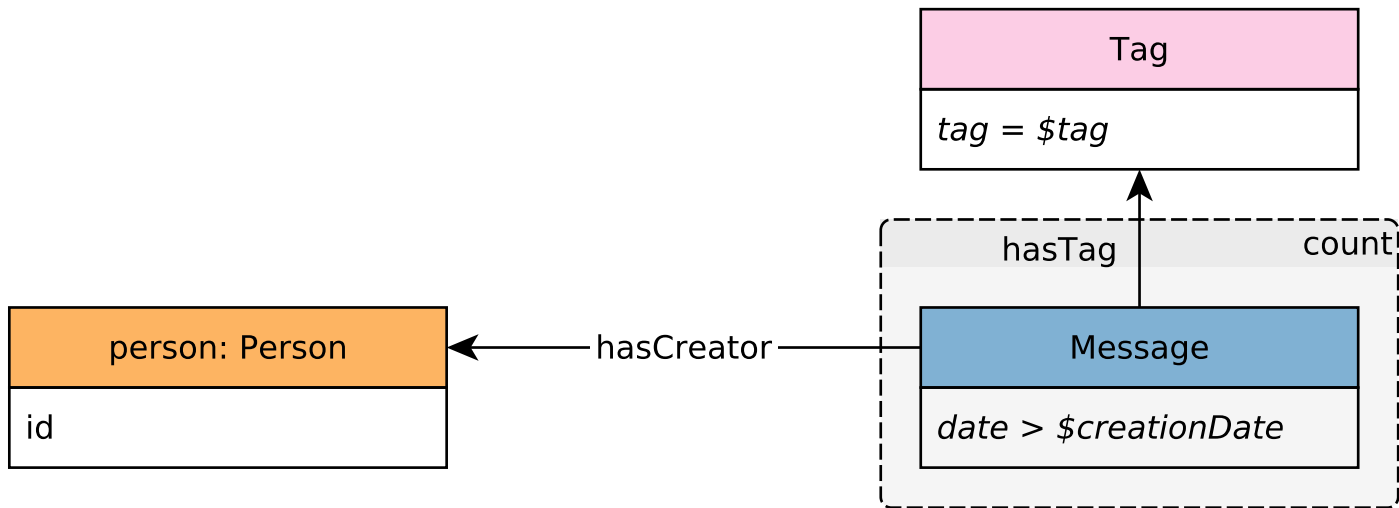 Tag
tag = $tag
hasTag
count
person: Person
id
hasCreator
Message
date > $creationDate